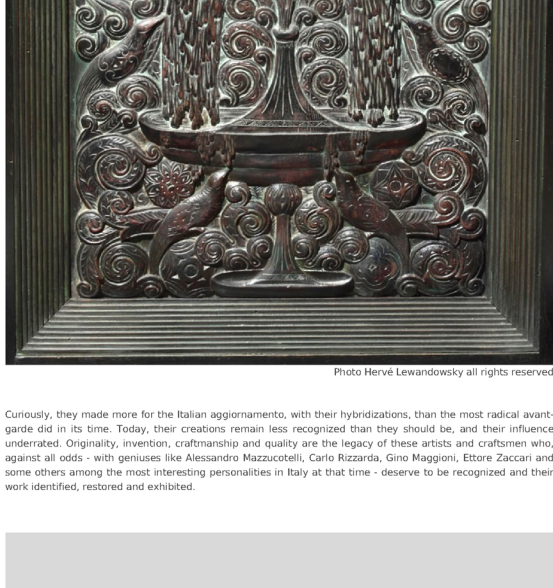 Photo Hervé Lewandowsky all rights reserved
Curiously, they made more for the Italian aggiornamento, with their hybridizations, than the most radical avant-
garde did in its time. Today, their creations remain less recognized than they should be, and their influence
underrated. Originality, invention, craftmanship and quality are the legacy of these artists and craftsmen who,
against all odds - with geniuses like Alessandro Mazzucotelli, Carlo Rizzarda, Gino Maggioni, Ettore Zaccari and
some others among the most interesting personalities in Italy at that time - deserve to be recognized and their
work identified, restored and exhibited.